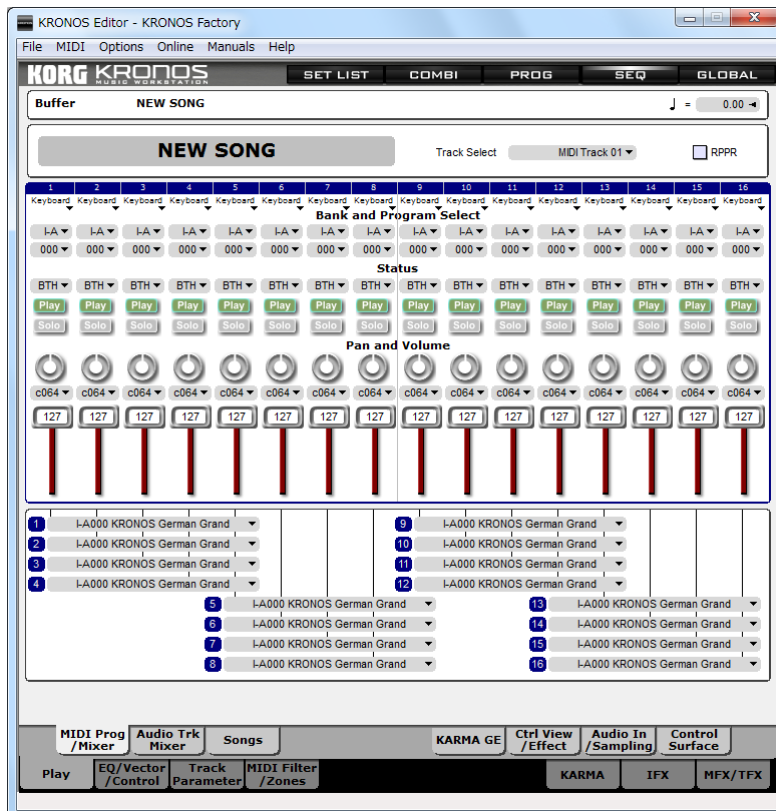 KRONOS Editor - KRONOS Factory
File MIDI Options Online Manuals Help
KORG KRONOS MUSIC WORKSTATION SET LIST COMBI PROG SEQ GLOBAL
Buffer NEW SONG ♩ = 0.00
NEW SONG Track Select MIDI Track 01 RPPR
1 2 3 4 5 6 7 8 9 10 11 12 13 14 15 16
Keyboard Keyboard Keyboard Keyboard Keyboard Keyboard Keyboard Keyboard Keyboard Keyboard Keyboard Keyboard Keyboard Keyboard Keyboard Keyboard
Bank and Program Select
I-A I-A I-A I-A I-A I-A I-A I-A I-A I-A I-A I-A I-A I-A I-A I-A
000 000 000 000 000 000 000 000 000 000 000 000 000 000 000 000
Status
BTH BTH BTH BTH BTH BTH BTH BTH BTH BTH BTH BTH BTH BTH BTH BTH
Play Play Play Play Play Play Play Play Play Play Play Play Play Play Play Play
Solo Solo Solo Solo Solo Solo Solo Solo Solo Solo Solo Solo Solo Solo Solo Solo
Pan and Volume
c064 c064 c064 c064 c064 c064 c064 c064 c064 c064 c064 c064 c064 c064 c064 c064
127 127 127 127 127 127 127 127 127 127 127 127 127 127 127 127
1 I-A000 KRONOS German Grand 9 I-A000 KRONOS German Grand
2 I-A000 KRONOS German Grand 10 I-A000 KRONOS German Grand
3 I-A000 KRONOS German Grand 11 I-A000 KRONOS German Grand
4 I-A000 KRONOS German Grand 12 I-A000 KRONOS German Grand
5 I-A000 KRONOS German Grand 13 I-A000 KRONOS German Grand
6 I-A000 KRONOS German Grand 14 I-A000 KRONOS German Grand
7 I-A000 KRONOS German Grand 15 I-A000 KRONOS German Grand
8 I-A000 KRONOS German Grand 16 I-A000 KRONOS German Grand
MIDI Prog Audio Trk Songs KARMA GE Ctrl View Audio In Control
/Mixer Mixer /Effect /Sampling Surface
Play EQ/Vector Track MIDI Filter KARMA IFX MFX/TFX
/Control Parameter /Zones